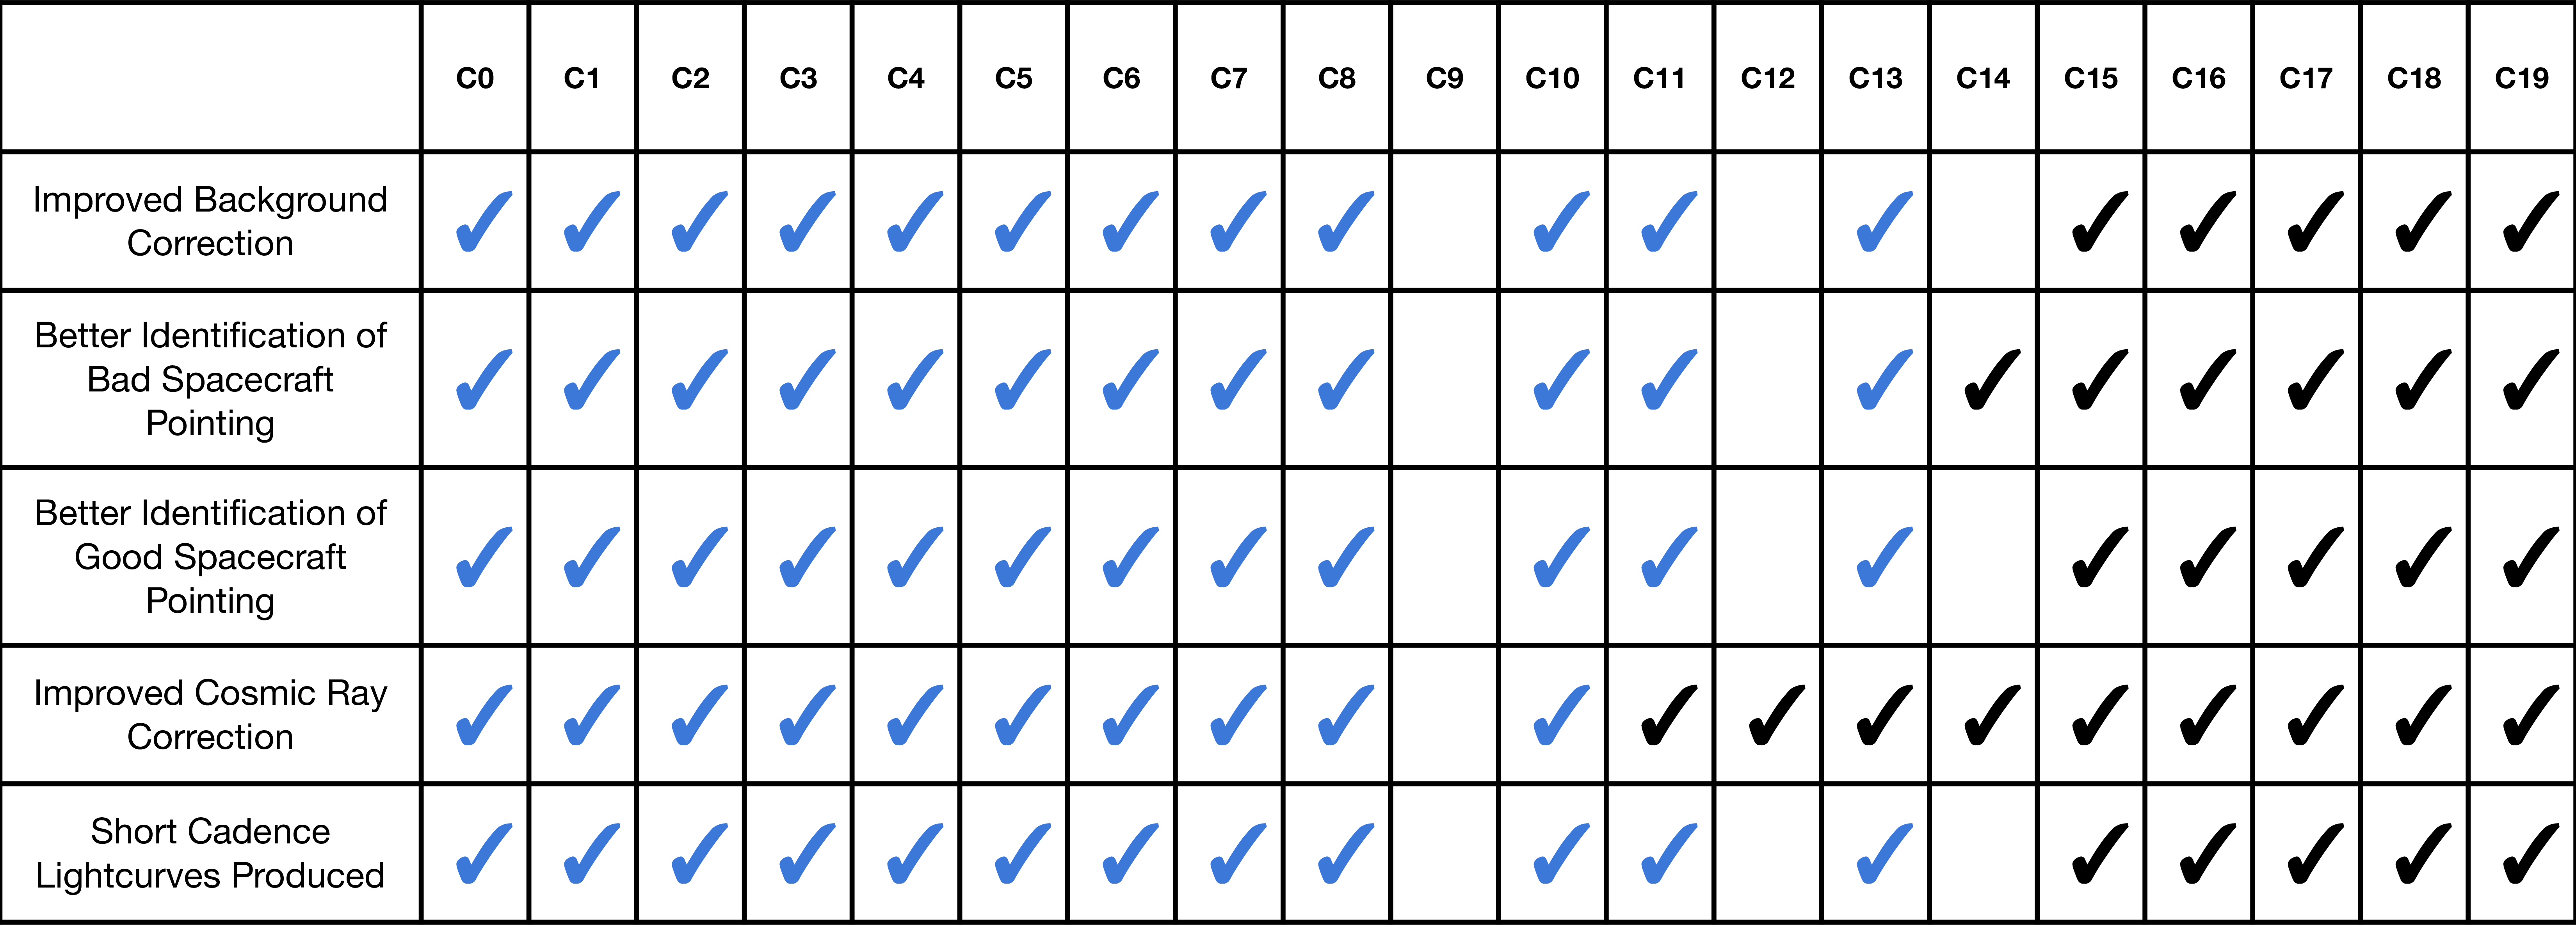 C0 C1 C2 C3 C4 C5 C6 C7 C8 C9 C10 C11 C12 C13 C14 C15 C16 C17 C18 C19
Improved Background
Correction
✓ ✓ ✓ ✓ ✓ ✓ ✓ ✓ ✓ ✓ ✓ ✓ ✓ ✓ ✓ ✓ ✓
Better Identification of
Bad Spacecraft
Pointing
✓ ✓ ✓ ✓ ✓ ✓ ✓ ✓ ✓ ✓ ✓ ✓ ✓ ✓ ✓ ✓ ✓ ✓
Better Identification of
Good Spacecraft
Pointing
✓ ✓ ✓ ✓ ✓ ✓ ✓ ✓ ✓ ✓ ✓ ✓ ✓ ✓ ✓ ✓ ✓
Improved Cosmic Ray
Correction
✓ ✓ ✓ ✓ ✓ ✓ ✓ ✓ ✓ ✓ ✓ ✓ ✓ ✓ ✓ ✓ ✓ ✓ ✓
Short Cadence
Lightcurves Produced
✓ ✓ ✓ ✓ ✓ ✓ ✓ ✓ ✓ ✓ ✓ ✓ ✓ ✓ ✓ ✓ ✓